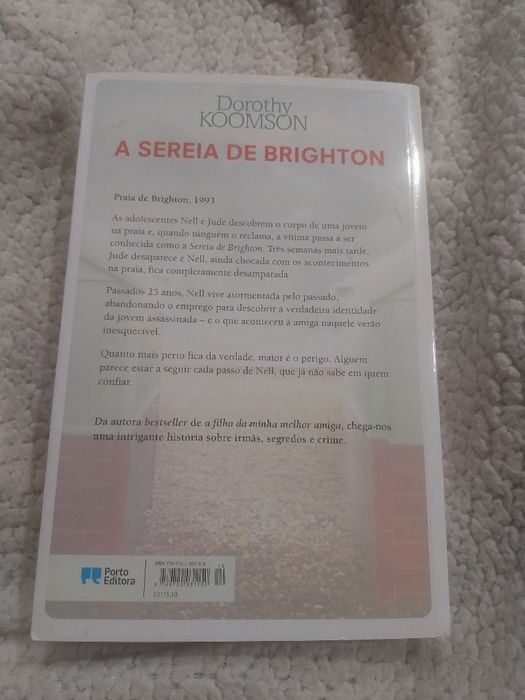 Dorothy
KOOMSON
A SEREIA DE BRIGHTON
Praia de Brighton, 1993
As adolescentes Nell e Jude descobrem o corpo de uma jovem
na praia e, quando ninguém o reclama, a vítima passa a ser
conhecida como a Sereia de Brighton. Três semanas mais tarde,
Jude desaparece e Nell, ainda chocada com os acontecimentos
na praia, fica completamente desamparada.
Passados 25 anos, Nell vive atormentada pelo passado,
abandonando o emprego para descobrir a verdadeira identidade
da jovem assassinada – e o que aconteceu à amiga naquele verão
inesquecível.
Quanto mais perto fica da verdade, maior é o perigo. Alguém
parece estar a seguir cada passo de Nell, que já não sabe em quem
confiar.
Da autora bestseller de a filha da minha melhor amiga, chega-nos
uma intrigante história sobre irmãs, segredos e crime.
Porto
Editora
ISBN